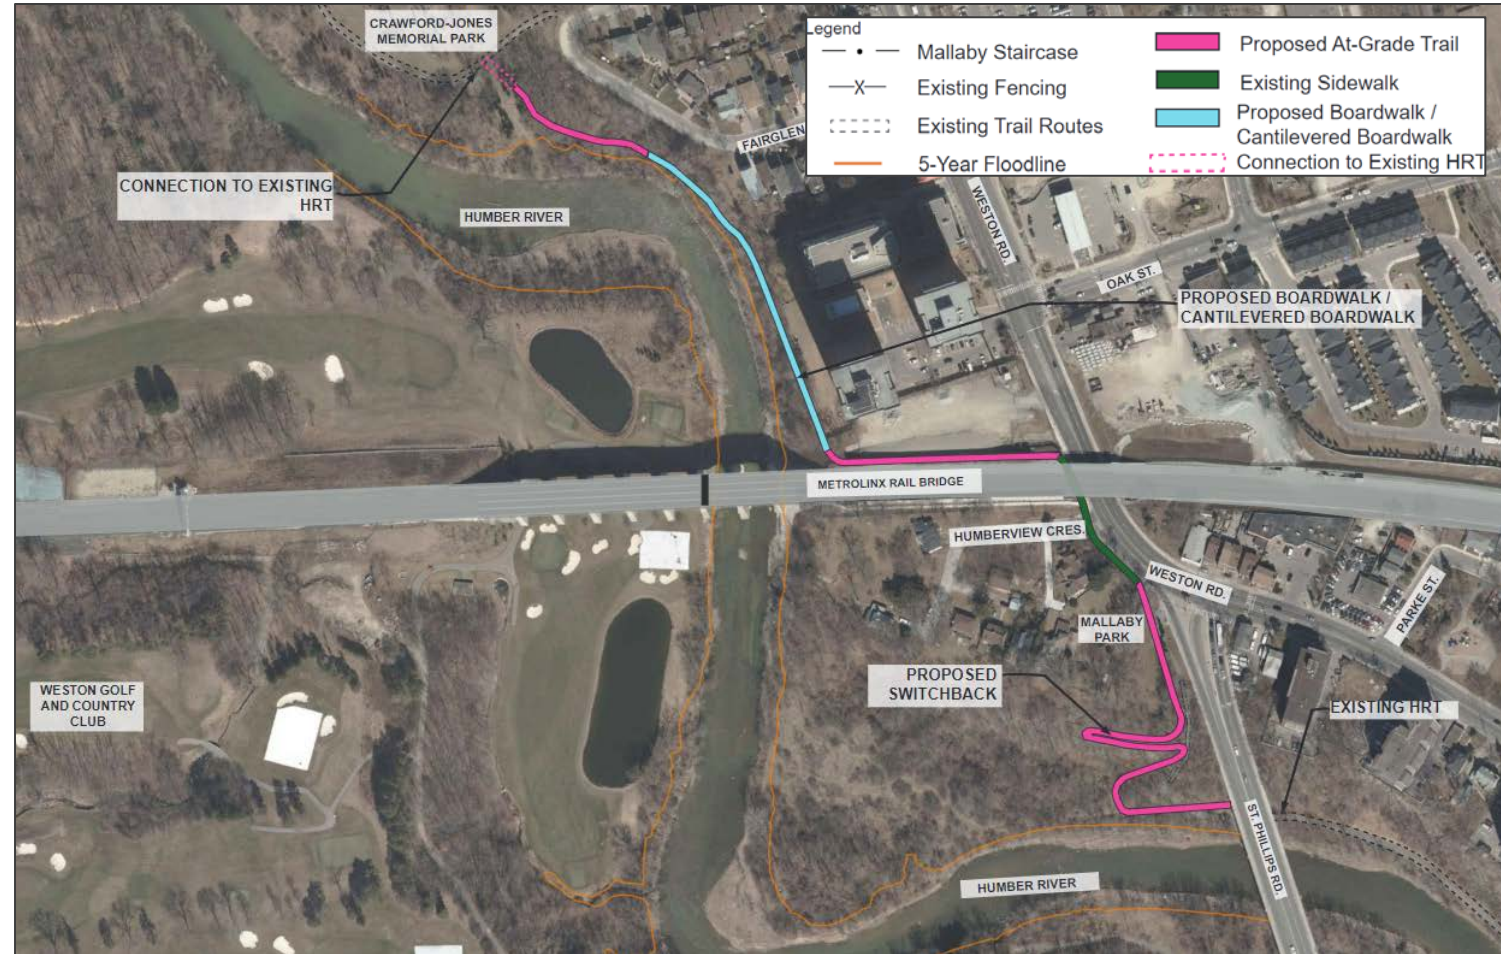 CRAWFORD-JONES
MEMORIAL PARK
Legend
Mallaby Staircase
X
Existing Fencing
Existing Trail Routes
5-Year Floodline
Proposed At-Grade Trail
Existing Sidewalk
Proposed Boardwalk /
Cantilevered Boardwalk
Connection to Existing HRT
FAIRGLEN
CONNECTION TO EXISTING
HRT
HUMBER RIVER
WESTON RD.
OAK ST.
PROPOSED BOARDWALK /
CANTILEVERED BOARDWALK
METROLINX RAIL BRIDGE
HUMBERVIEW CRES.
WESTON RD.
PARKE ST.
MALLABY
PARK
PROPOSED
SWITCHBACK
WESTON GOLF
AND COUNTRY
CLUB
EXISTING HRT
ST. PHILLIPS RD.
HUMBER RIVER